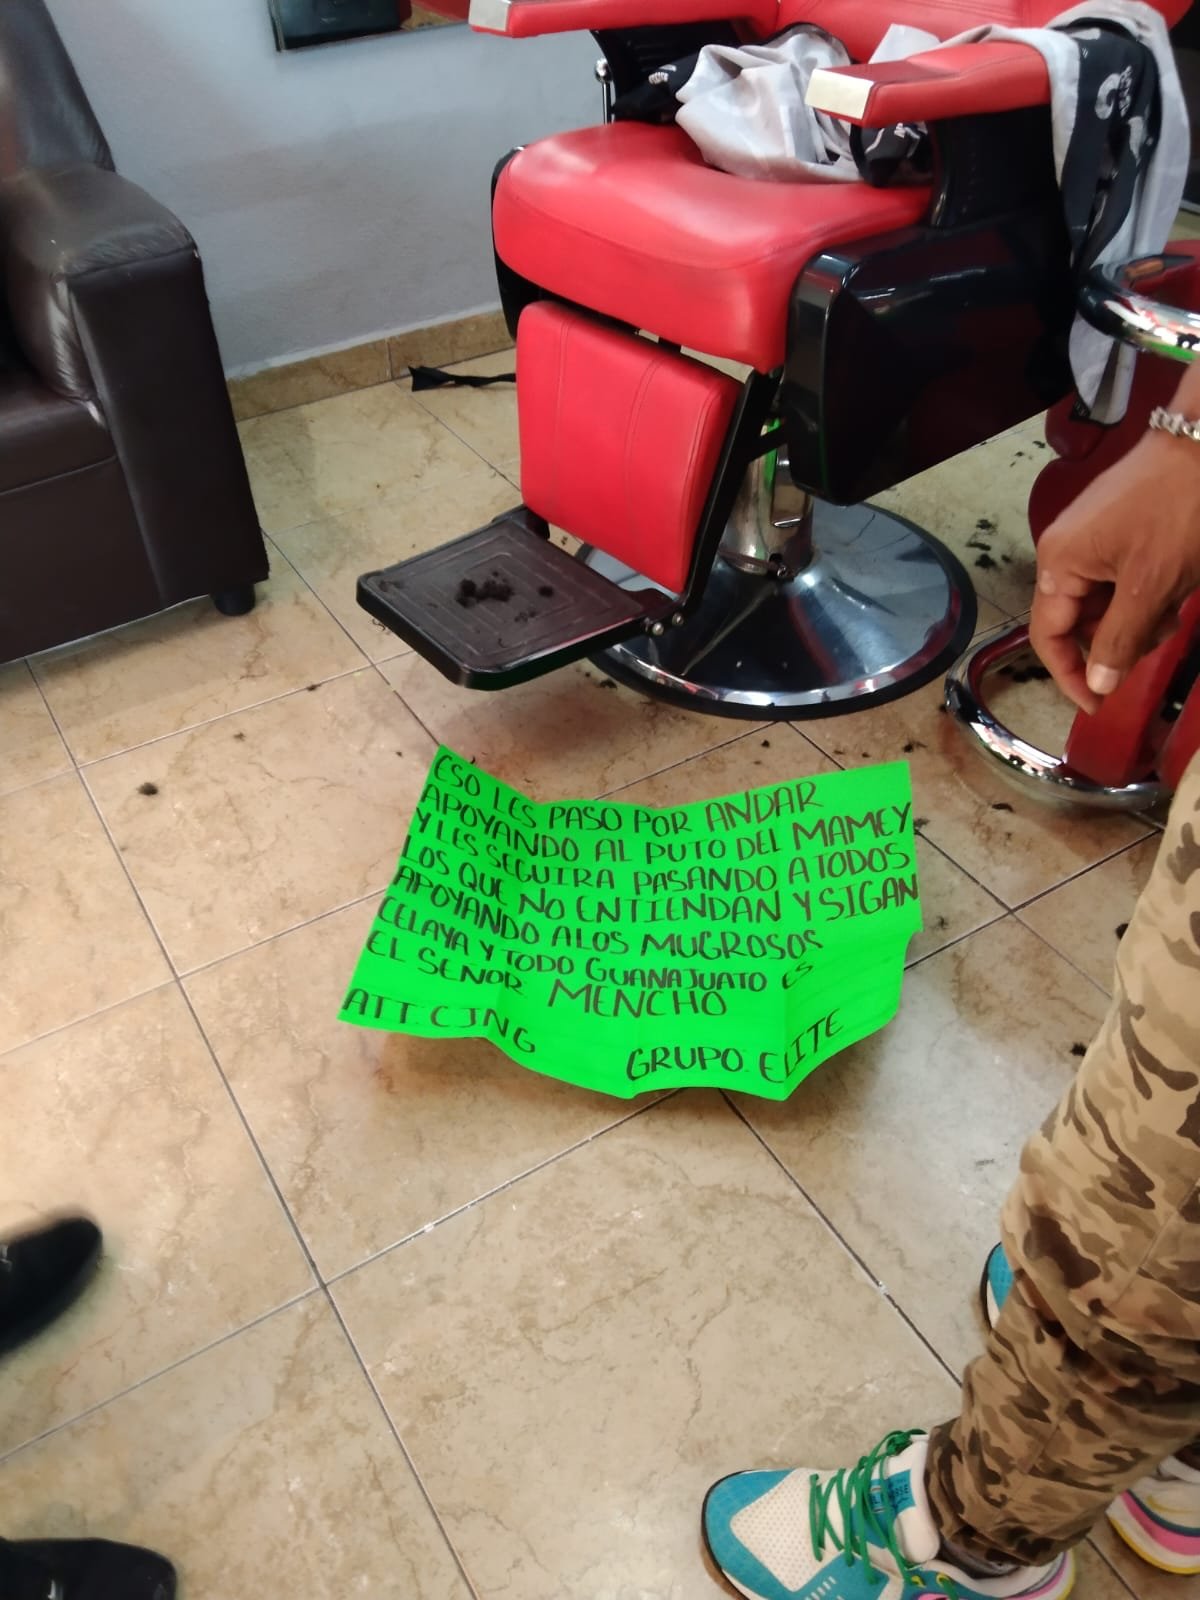 ESO LES PASO POR ANDAR
APOYANDO AL PUTO DEL MAMEY
Y LES SEGUIRA PASANDO A TODOS
LOS QUE NO ENTIENDAN Y SIGAN
APOYANDO A LOS MUGROSOS
CELAYA Y TODO GUANAJUATO ES
EL SEÑOR MENCHO
ATT. CJNG
GRUPO. ELITE